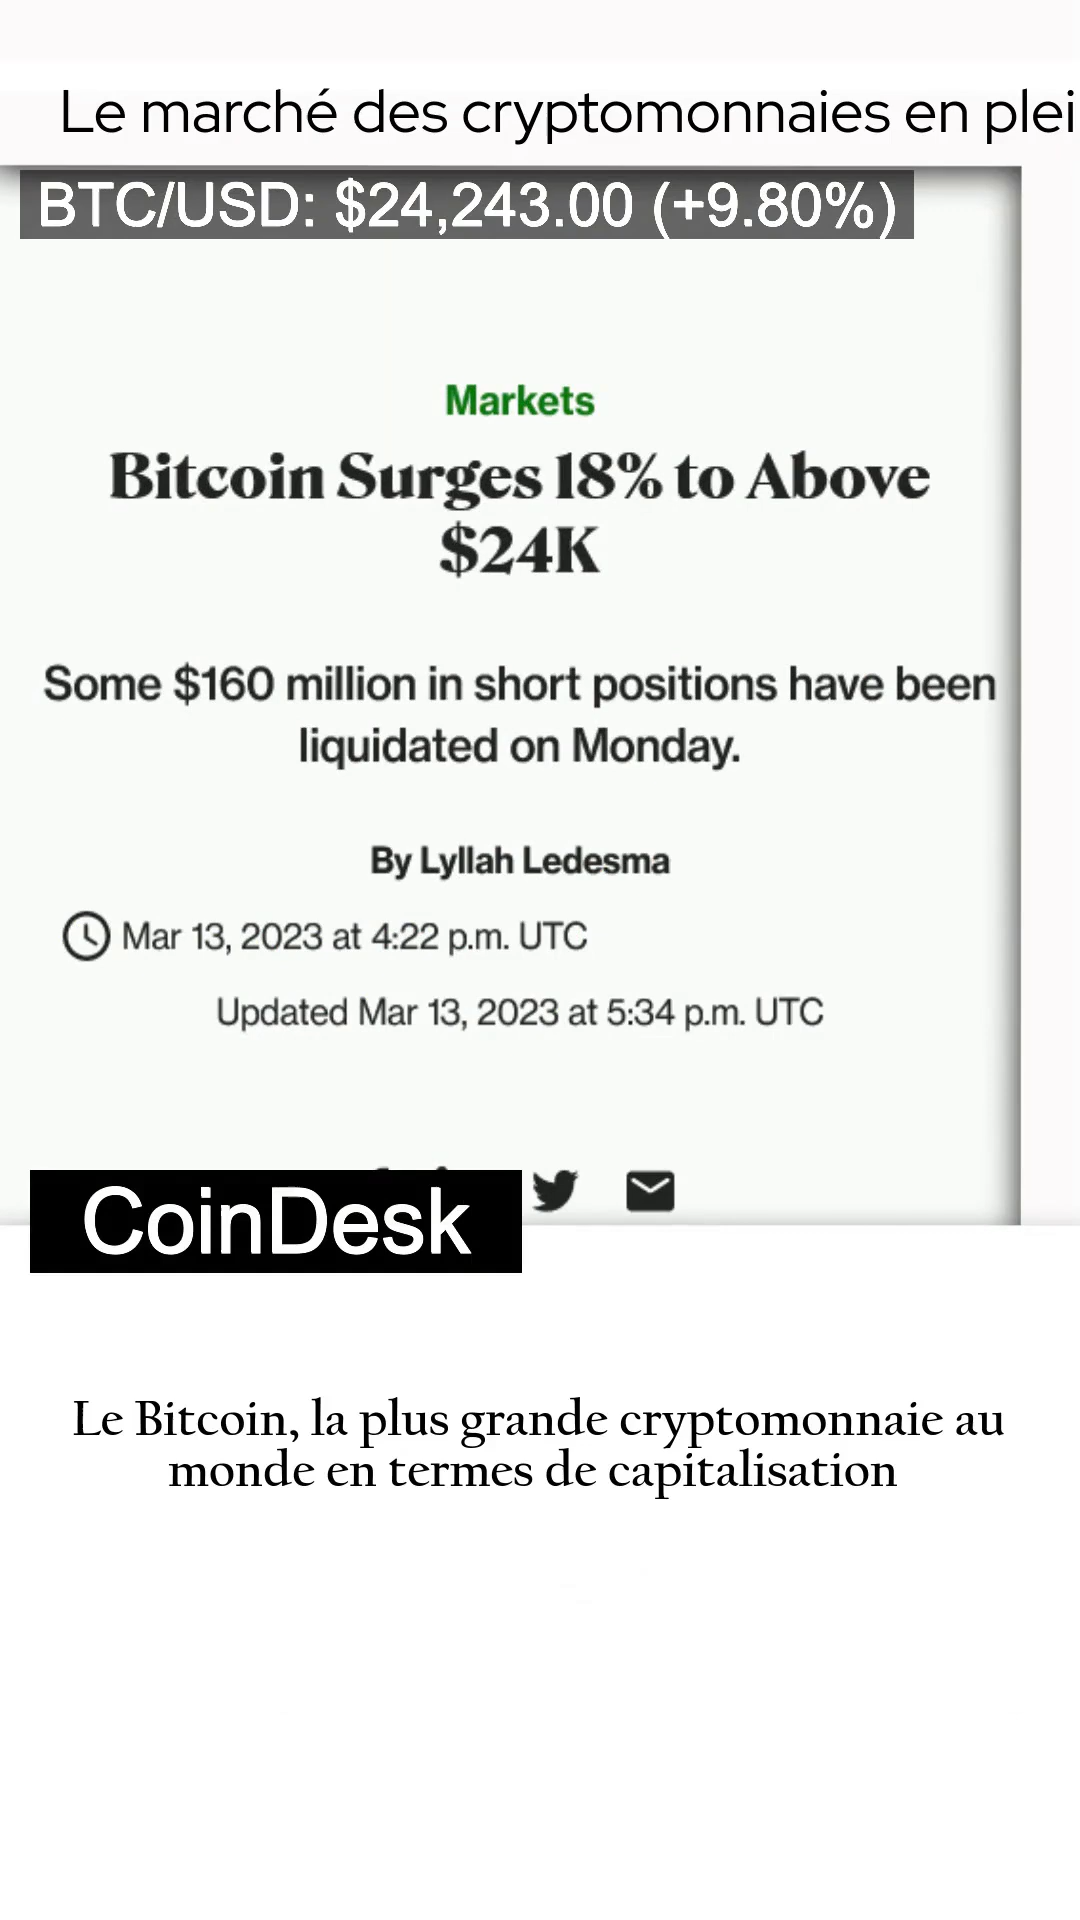 Le marché des cryptomonnaies en plei
BTC/USD: $24,243.00 (+9.80%)
Markets
Bitcoin Surges 18% to Above
$24K
Some $160 million in short positions have been
liquidated on Monday.
By Lyllah Ledesma
Mar 13, 2023 at 4:22 p.m. UTC
Updated Mar 13, 2023 at 5:34 p.m. UTC
CoinDesk
Le Bitcoin, la plus grande cryptomonnaie au
monde en termes de capitalisation